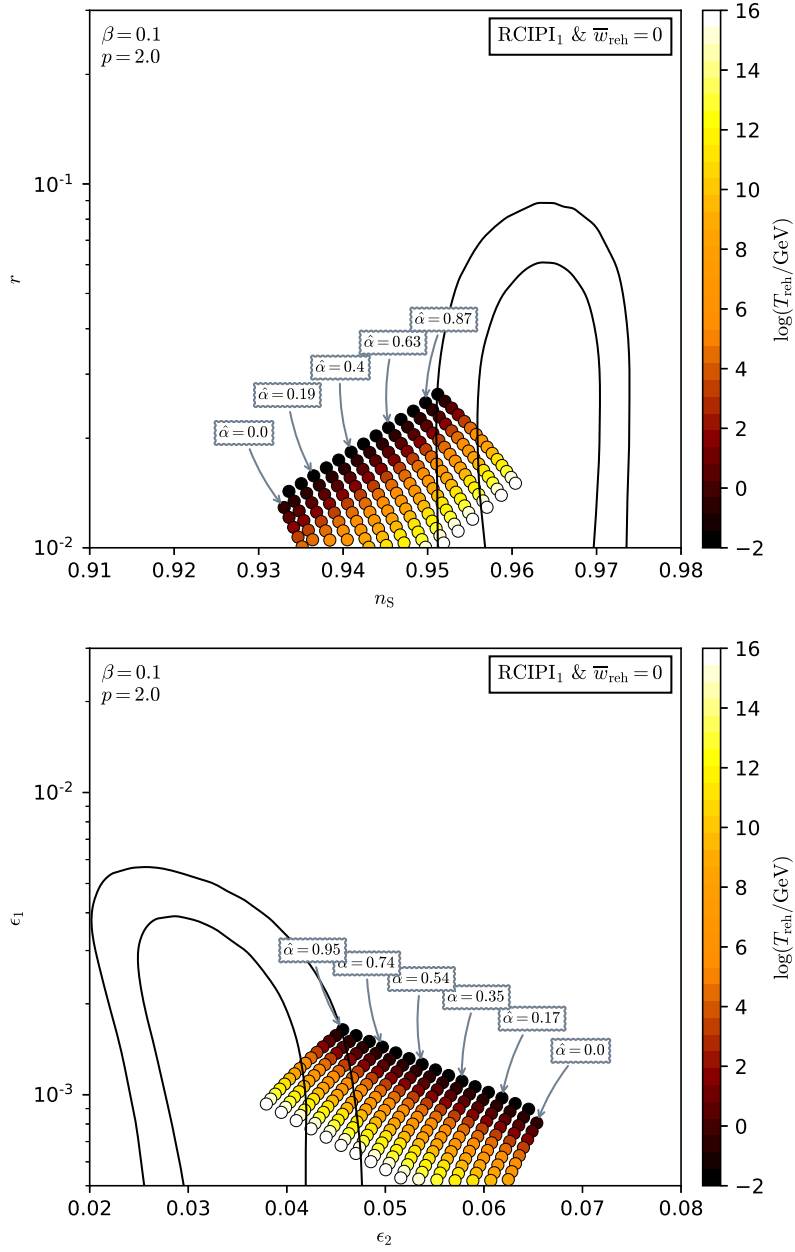 β = 0.1
p = 2.0
RCIPI₁ & w̅_reh = 0
10⁻¹
r
10⁻²
α̂ = 0.87
α̂ = 0.63
α̂ = 0.4
α̂ = 0.19
α̂ = 0.0
0.91 0.92 0.93 0.94 0.95 0.96 0.97 0.98
n_S
16
14
12
10
8
6
4
2
0
−2
log(T_reh/GeV)
β = 0.1
p = 2.0
RCIPI₁ & w̅_reh = 0
10⁻²
ϵ₁
10⁻³
α̂ = 0.95
α̂ = 0.74
α̂ = 0.54
α̂ = 0.35
α̂ = 0.17
α̂ = 0.0
0.02 0.03 0.04 0.05 0.06 0.07 0.08
ϵ₂
16
14
12
10
8
6
4
2
0
−2
log(T_reh/GeV)